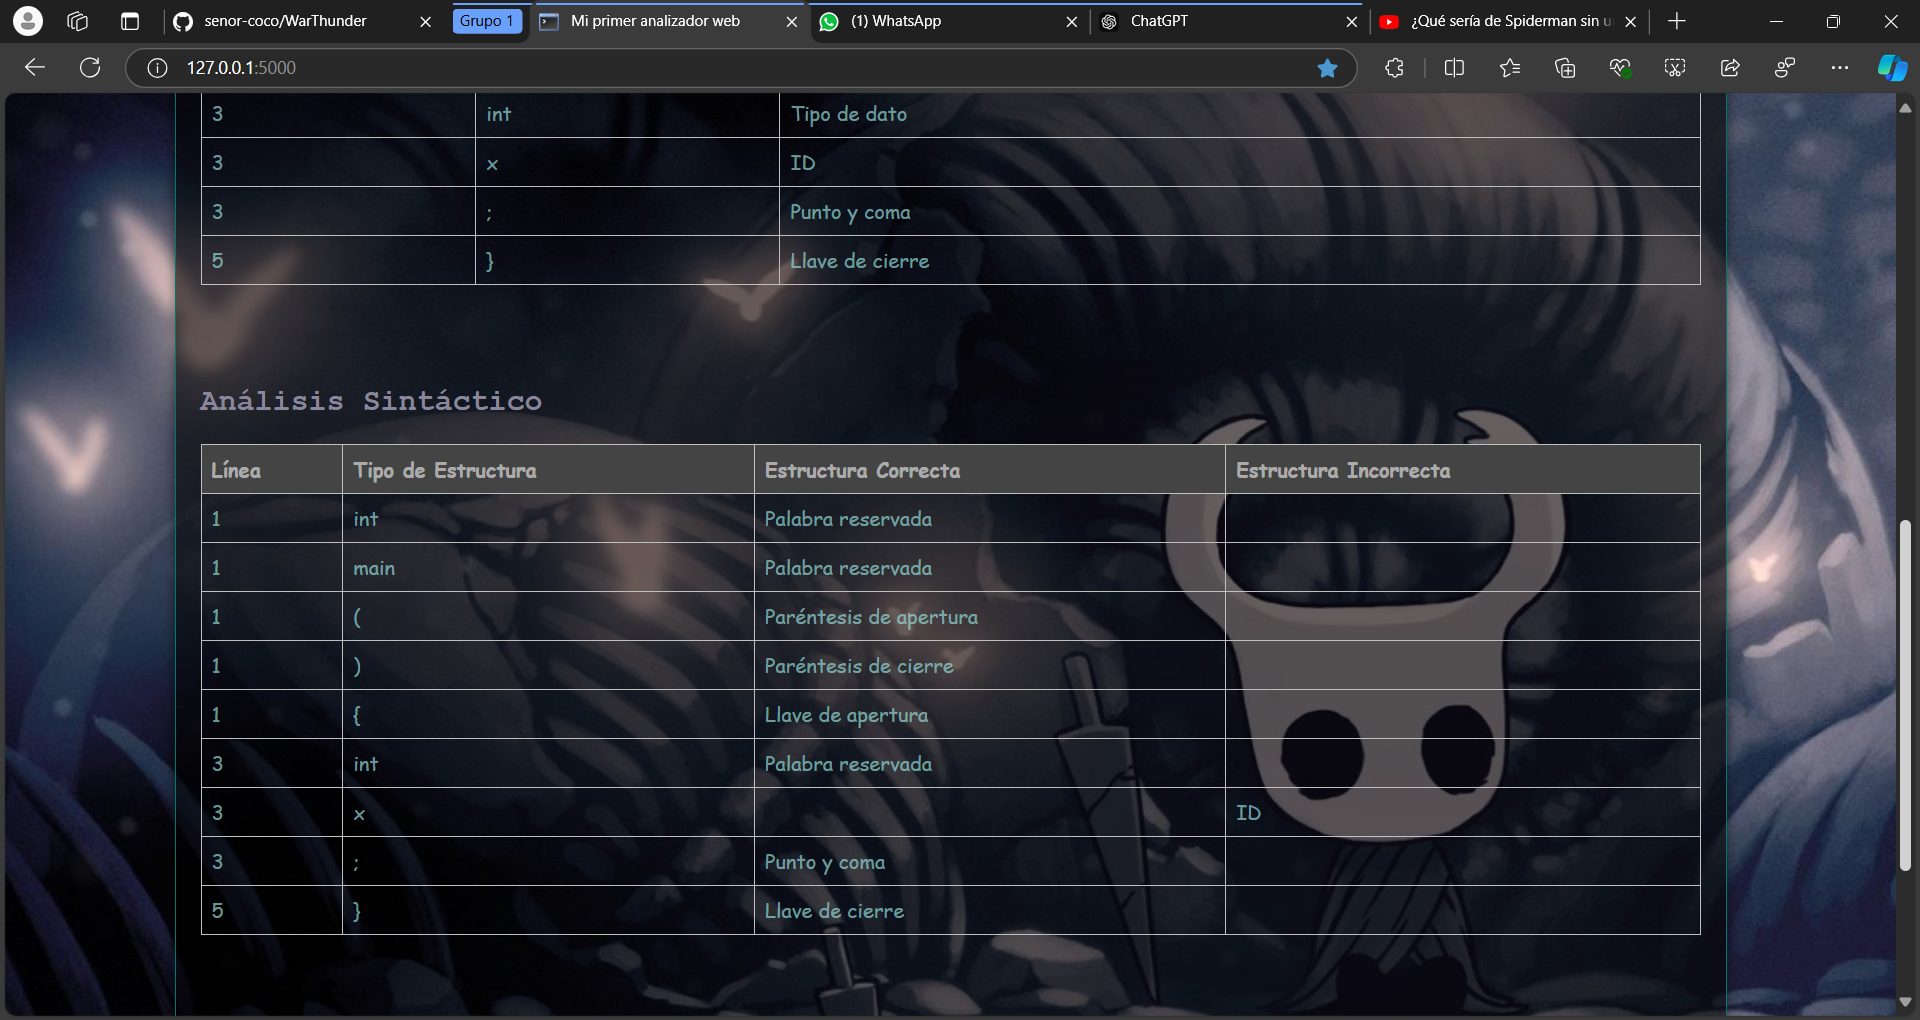 senor-coco/WarThunder
Grupo 1
Mi primer analizador web
(1) WhatsApp
ChatGPT
¿Qué sería de Spiderman sin u
127.0.0.1:5000
3 int Tipo de dato
3 x ID
3 ; Punto y coma
5 } Llave de cierre
Análisis Sintáctico
Línea Tipo de Estructura Estructura Correcta Estructura Incorrecta
1 int Palabra reservada
1 main Palabra reservada
1 ( Paréntesis de apertura
1 ) Paréntesis de cierre
1 { Llave de apertura
3 int Palabra reservada
3 x ID
3 ; Punto y coma
5 } Llave de cierre